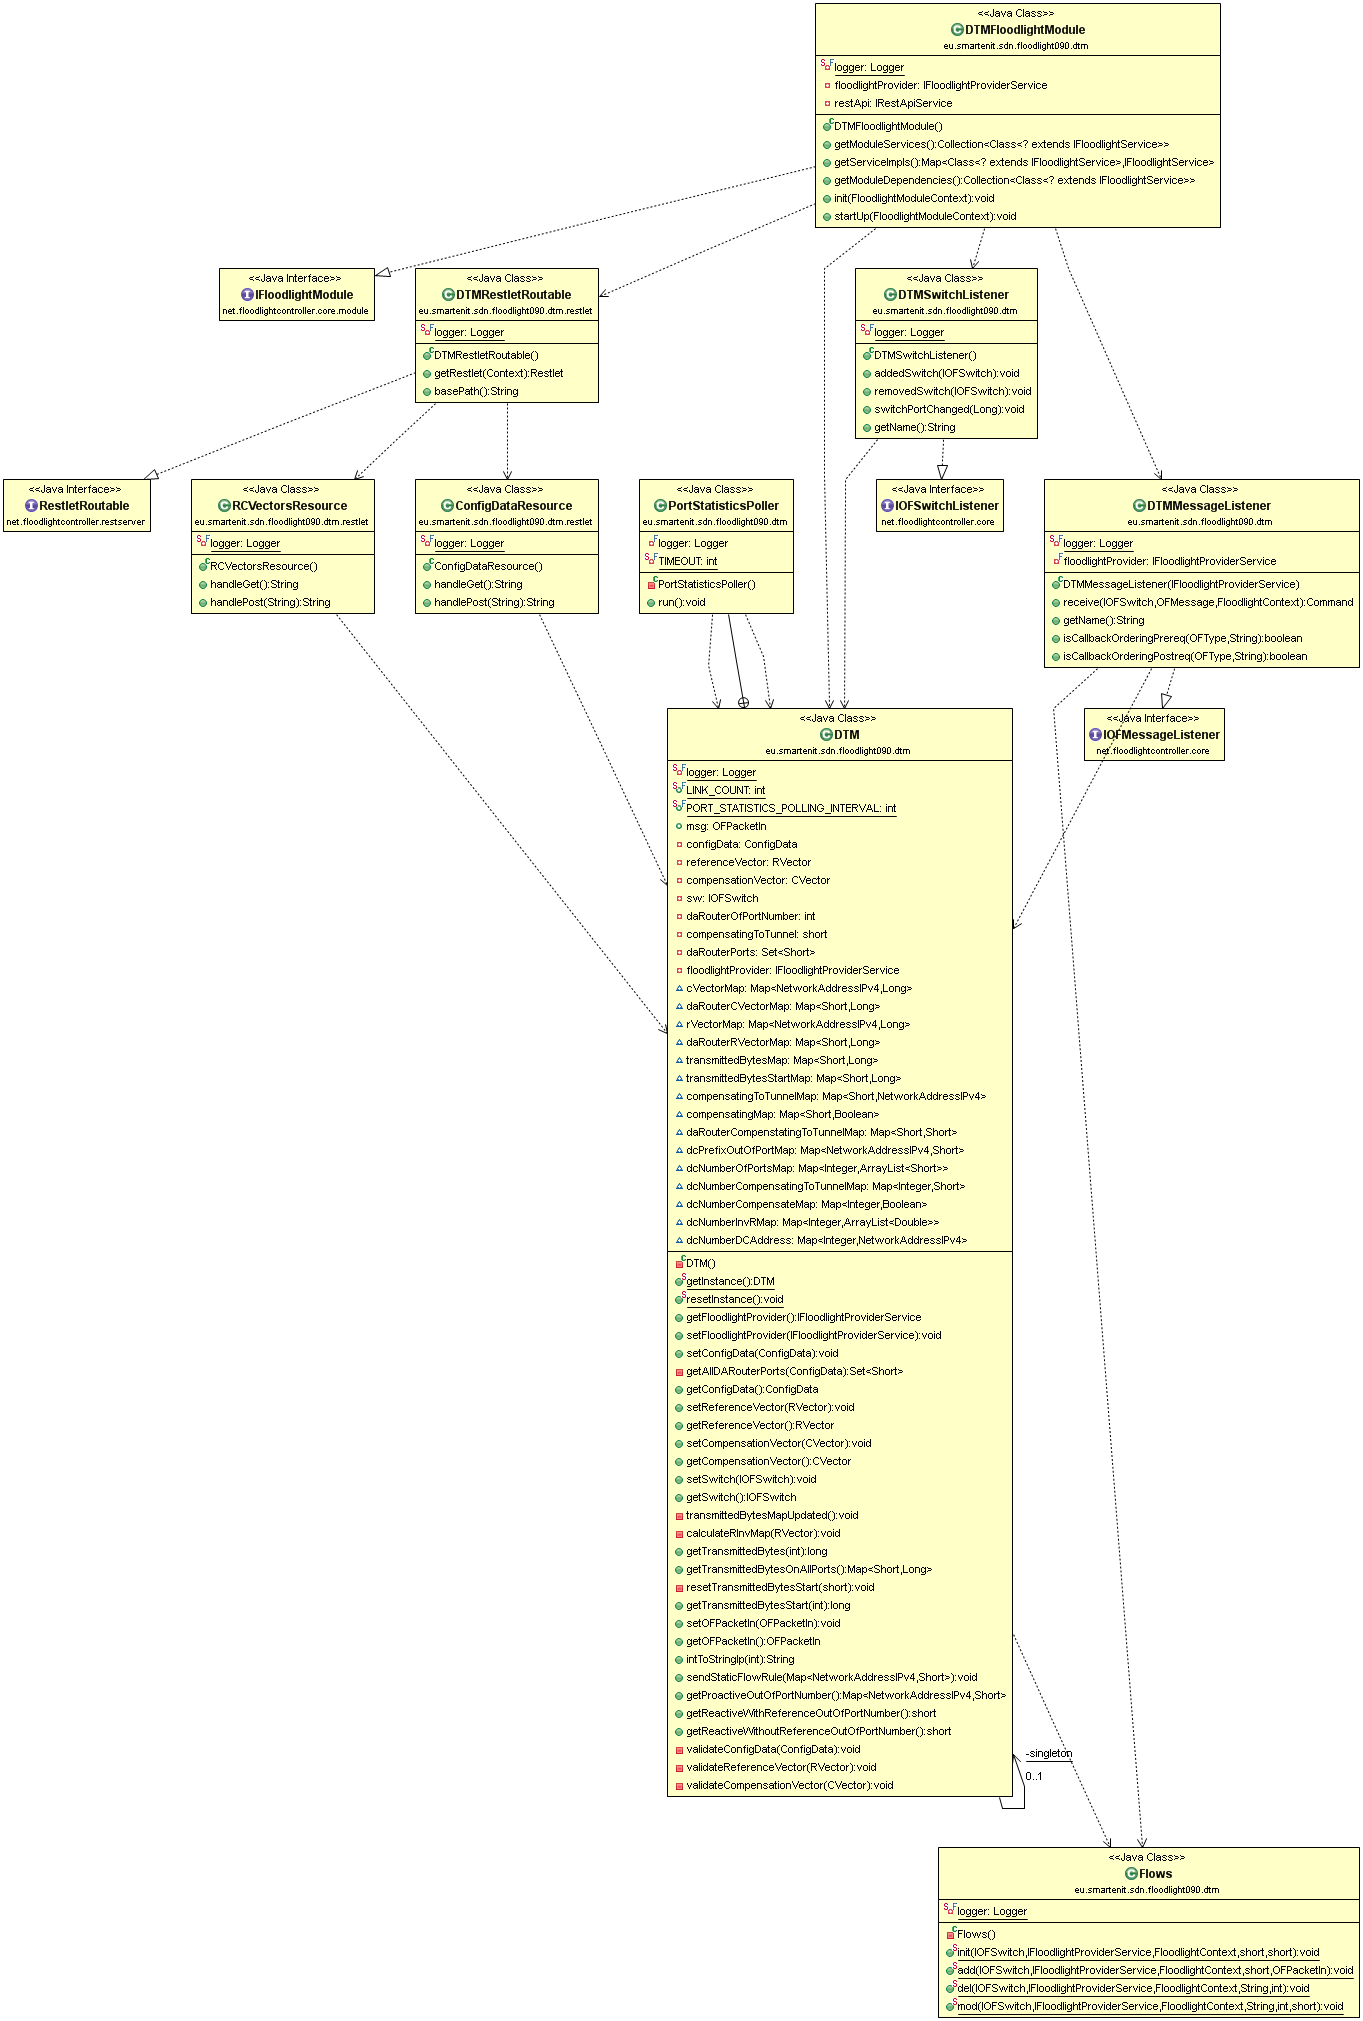 <<Java Class>>
DTMFloodlightModule
eu.smartenit.sdn.floodlight090.dtm
logger: Logger
floodlightProvider: IFloodlightProviderService
restApi: IRestApiService
DTMFloodlightModule()
getModuleServices():Collection<Class<? extends IFloodlightService>>
getServiceImpls():Map<Class<? extends IFloodlightService>,IFloodlightService>
getModuleDependencies():Collection<Class<? extends IFloodlightService>>
init(FloodlightModuleContext):void
startUp(FloodlightModuleContext):void
<<Java Interface>>
IFloodlightModule
net.floodlightcontroller.core.module
<<Java Class>>
DTMRestletRoutable
eu.smartenit.sdn.floodlight090.dtm.restlet
logger: Logger
DTMRestletRoutable()
getRestlet(Context):Restlet
basePath():String
<<Java Class>>
DTMSwitchListener
eu.smartenit.sdn.floodlight090.dtm
logger: Logger
DTMSwitchListener()
addedSwitch(IOFSwitch):void
removedSwitch(IOFSwitch):void
switchPortChanged(Long):void
getName():String
<<Java Interface>>
RestletRoutable
net.floodlightcontroller.restserver
<<Java Class>>
RCVectorsResource
eu.smartenit.sdn.floodlight090.dtm.restlet
logger: Logger
RCVectorsResource()
handleGet():String
handlePost(String):String
<<Java Class>>
ConfigDataResource
eu.smartenit.sdn.floodlight090.dtm.restlet
logger: Logger
ConfigDataResource()
handleGet():String
handlePost(String):String
<<Java Class>>
PortStatisticsPoller
eu.smartenit.sdn.floodlight090.dtm
logger: Logger
TIMEOUT: int
PortStatisticsPoller()
run():void
<<Java Interface>>
IOFSwitchListener
net.floodlightcontroller.core
<<Java Class>>
DTMMessageListener
eu.smartenit.sdn.floodlight090.dtm
logger: Logger
floodlightProvider: IFloodlightProviderService
DTMMessageListener(IFloodlightProviderService)
receive(IOFSwitch,OFMessage,FloodlightContext):Command
getName():String
isCallbackOrderingPrereq(OFType,String):boolean
isCallbackOrderingPostreq(OFType,String):boolean
<<Java Interface>>
IOFMessageListener
net.floodlightcontroller.core
<<Java Class>>
DTM
eu.smartenit.sdn.floodlight090.dtm
logger: Logger
LINK_COUNT: int
PORT_STATISTICS_POLLING_INTERVAL: int
msg: OFPacketIn
configData: ConfigData
referenceVector: RVector
compensationVector: CVector
sw: IOFSwitch
daRouterOfPortNumber: int
compensatingToTunnel: short
daRouterPorts: Set<Short>
floodlightProvider: IFloodlightProviderService
cVectorMap: Map<NetworkAddressIPv4,Long>
daRouterCVectorMap: Map<Short,Long>
rVectorMap: Map<NetworkAddressIPv4,Long>
daRouterRVectorMap: Map<Short,Long>
transmittedBytesMap: Map<Short,Long>
transmittedBytesStartMap: Map<Short,Long>
compensatingToTunnelMap: Map<Short,NetworkAddressIPv4>
compensatingMap: Map<Short,Boolean>
daRouterCompenstatingToTunnelMap: Map<Short,Short>
dcPrefixOutOfPortMap: Map<NetworkAddressIPv4,Short>
dcNumberOfPortsMap: Map<Integer,ArrayList<Short>>
dcNumberCompensatingToTunnelMap: Map<Integer,Short>
dcNumberCompensateMap: Map<Integer,Boolean>
dcNumberInvRMap: Map<Integer,ArrayList<Double>>
dcNumberDCAddress: Map<Integer,NetworkAddressIPv4>
DTM()
getInstance():DTM
resetInstance():void
getFloodlightProvider():IFloodlightProviderService
setFloodlightProvider(IFloodlightProviderService):void
setConfigData(ConfigData):void
getAllDARouterPorts(ConfigData):Set<Short>
getConfigData():ConfigData
setReferenceVector(RVector):void
getReferenceVector():RVector
setCompensationVector(CVector):void
getCompensationVector():CVector
setSwitch(IOFSwitch):void
getSwitch():IOFSwitch
transmittedBytesMapUpdated():void
calculateRInvMap(RVector):void
getTransmittedBytes(int):long
getTransmittedBytesOnAllPorts():Map<Short,Long>
resetTransmittedBytesStart(short):void
getTransmittedBytesStart(int):long
setOFPacketIn(OFPacketIn):void
getOFPacketIn():OFPacketIn
intToStringIp(int):String
sendStaticFlowRule(Map<NetworkAddressIPv4,Short>):void
getProactiveOutOfPortNumber():Map<NetworkAddressIPv4,Short>
getReactiveWithReferenceOutOfPortNumber():short
getReactiveWithoutReferenceOutOfPortNumber():short
validateConfigData(ConfigData):void
validateReferenceVector(RVector):void
validateCompensationVector(CVector):void
-singleton
0..1
<<Java Class>>
Flows
eu.smartenit.sdn.floodlight090.dtm
logger: Logger
Flows()
init(IOFSwitch,IFloodlightProviderService,FloodlightContext,short,short):void
add(IOFSwitch,IFloodlightProviderService,FloodlightContext,short,OFPacketIn):void
del(IOFSwitch,IFloodlightProviderService,FloodlightContext,String,int):void
mod(IOFSwitch,IFloodlightProviderService,FloodlightContext,String,int,short):void